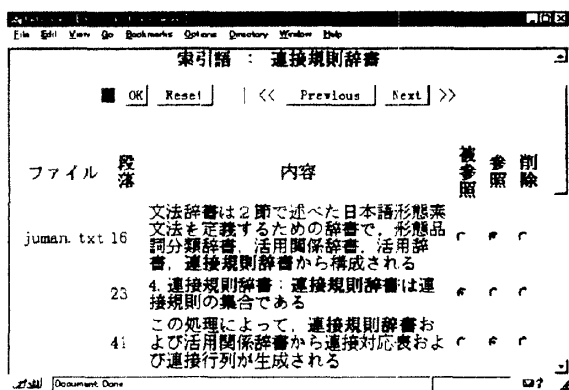 File Edit View Go Bookmarks Options Directory Window Help
索引語 : 連接規則辞書
OK Reset | << Previous Next >>
ファイル 段落 内容 被参照 参照 削除
juman.txt 16 文法辞書は2節で述べた日本語形態素
文法を定義するための辞書で,形態品
詞分類辞書,活用関係辞書,活用辞
書,連接規則辞書から構成される
23 4.連接規則辞書:連接規則辞書は連
接規則の集合である
41 この処理によって,連接規則辞書お
よび活用関係辞書から連接対応表およ
び連接行列が生成される
Document Done